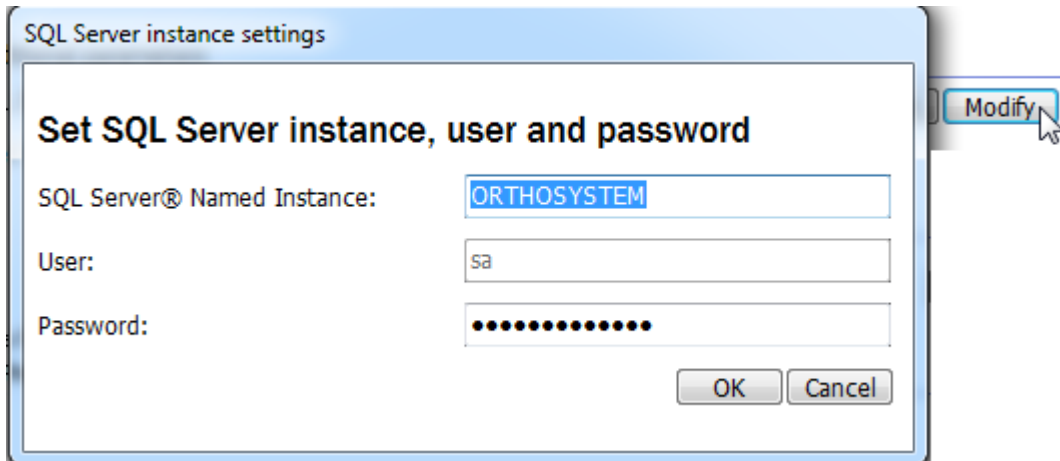 SQL Server instance settings
Modify
Set SQL Server instance, user and password
SQL Server® Named Instance: ORTHOSYSTEM
User: sa
Password: •••••••••••••
OK Cancel